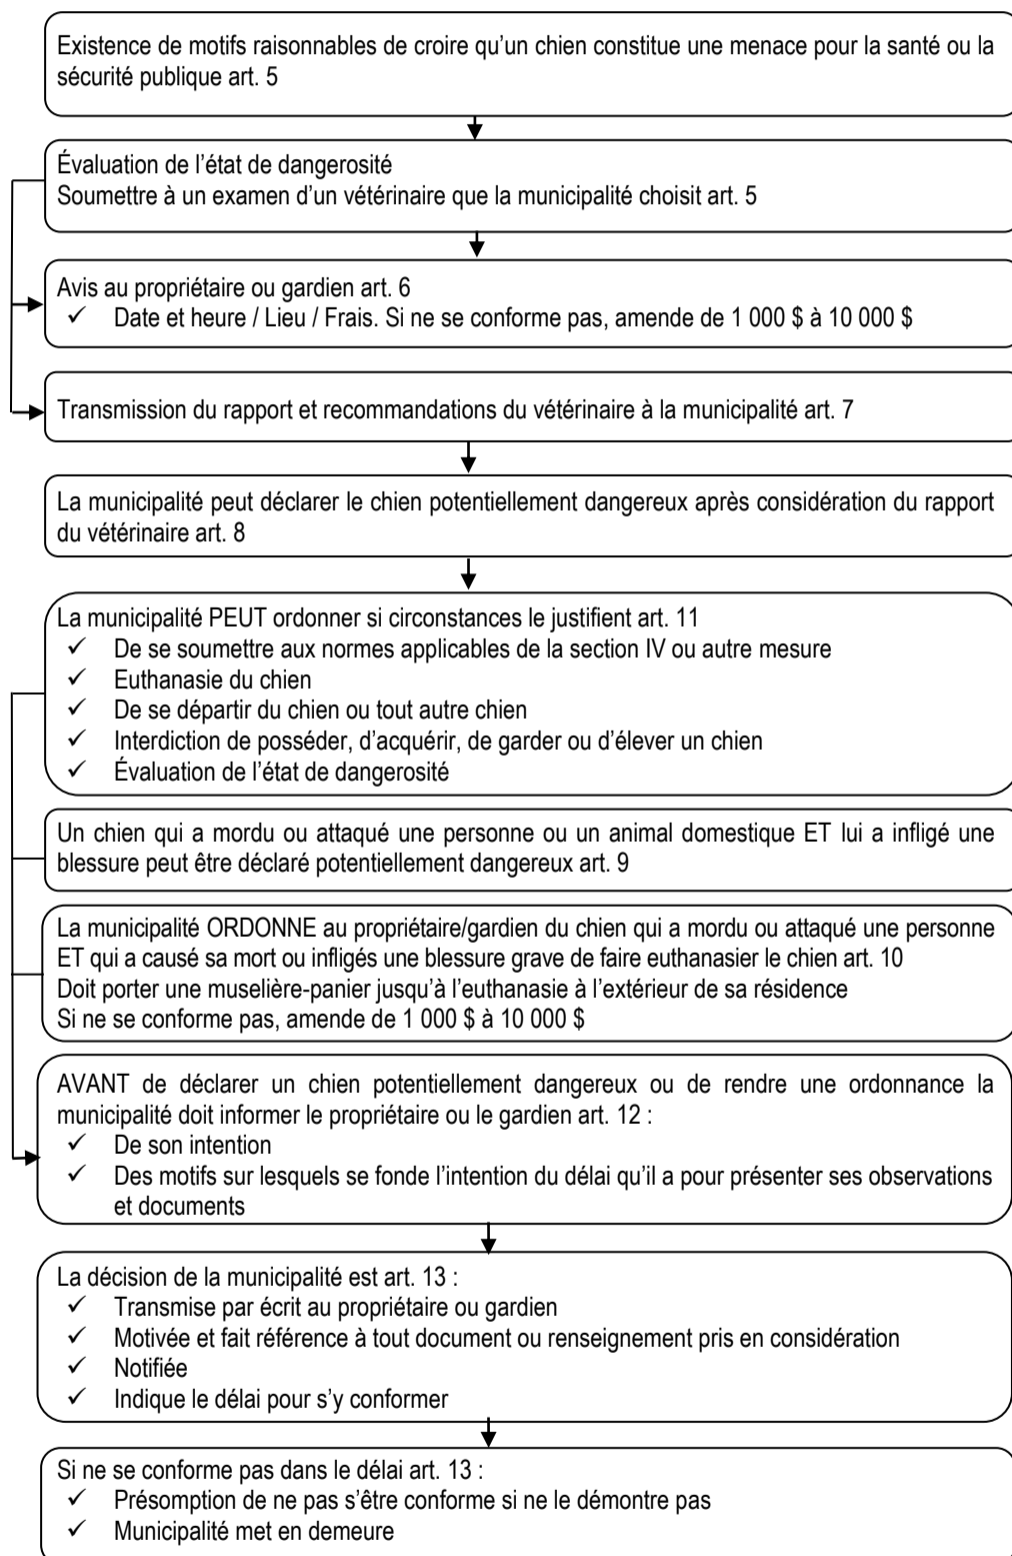 Existence de motifs raisonnables de croire qu'un chien constitue une menace pour la santé ou la
sécurité publique art. 5
Évaluation de l'état de dangerosité
Soumettre à un examen d'un vétérinaire que la municipalité choisit art. 5
Avis au propriétaire ou gardien art. 6
✓ Date et heure / Lieu / Frais. Si ne se conforme pas, amende de 1 000 $ à 10 000 $
Transmission du rapport et recommandations du vétérinaire à la municipalité art. 7
La municipalité peut déclarer le chien potentiellement dangereux après considération du rapport
du vétérinaire art. 8
La municipalité PEUT ordonner si circonstances le justifient art. 11
✓ De se soumettre aux normes applicables de la section IV ou autre mesure
✓ Euthanasie du chien
✓ De se départir du chien ou tout autre chien
✓ Interdiction de posséder, d'acquérir, de garder ou d'élever un chien
✓ Évaluation de l'état de dangerosité
Un chien qui a mordu ou attaqué une personne ou un animal domestique ET lui a infligé une
blessure peut être déclaré potentiellement dangereux art. 9
La municipalité ORDONNE au propriétaire/gardien du chien qui a mordu ou attaqué une personne
ET qui a causé sa mort ou infligés une blessure grave de faire euthanasier le chien art. 10
Doit porter une muselière-panier jusqu'à l'euthanasie à l'extérieur de sa résidence
Si ne se conforme pas, amende de 1 000 $ à 10 000 $
AVANT de déclarer un chien potentiellement dangereux ou de rendre une ordonnance la
municipalité doit informer le propriétaire ou le gardien art. 12 :
✓ De son intention
✓ Des motifs sur lesquels se fonde l'intention du délai qu'il a pour présenter ses observations
et documents
La décision de la municipalité est art. 13 :
✓ Transmise par écrit au propriétaire ou gardien
✓ Motivée et fait référence à tout document ou renseignement pris en considération
✓ Notifiée
✓ Indique le délai pour s'y conformer
Si ne se conforme pas dans le délai art. 13 :
✓ Présomption de ne pas s'être conforme si ne le démontre pas
✓ Municipalité met en demeure